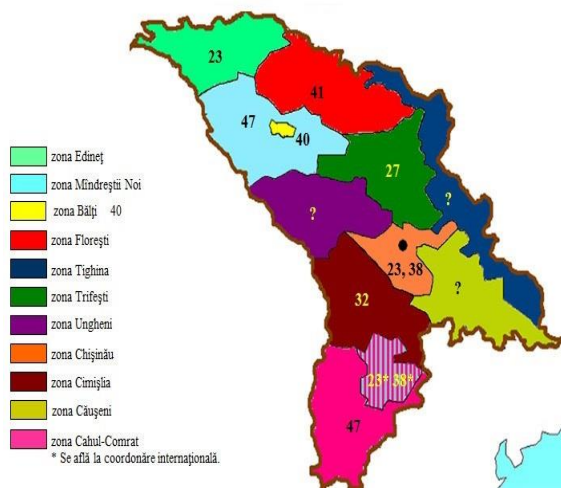 23
41
47
40
27
?
?
23, 38
?
32
23* 38*
47
zona Edineţ
zona Mîndreştii Noi
zona Bălţi 40
zona Floreşti
zona Tighina
zona Trifeşti
zona Ungheni
zona Chişinău
zona Cimişlia
zona Căuşeni
zona Cahul-Comrat
* Se află la coordonăre internaţională.